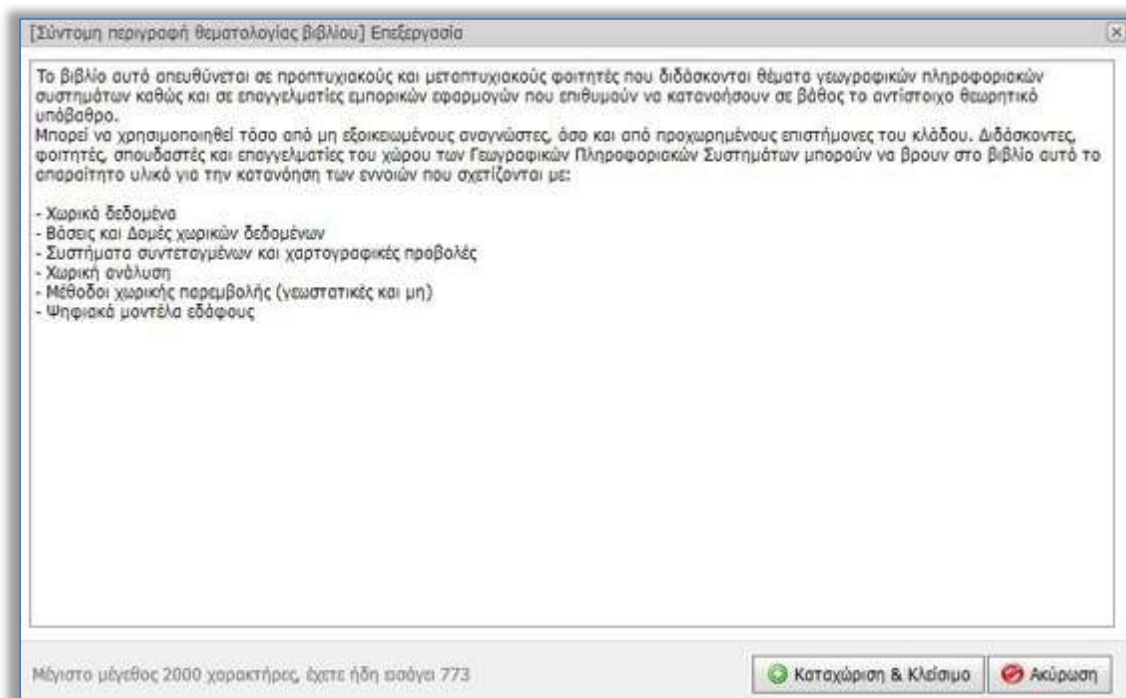 [Σύντομη περιγραφή θεματολογίας βιβλίου] Επεξεργασία
Το βιβλίο αυτό απευθύνεται σε προπτυχιακούς και μεταπτυχιακούς φοιτητές που διδάσκονται θέματα γεωγραφικών πληροφοριακών
συστημάτων καθώς και σε επαγγελματίες εμπορικών εφαρμογών που επιθυμούν να κατανοήσουν σε βάθος το αντίστοιχο θεωρητικό
υπόβαθρο.
Μπορεί να χρησιμοποιηθεί τόσο από μη εξοικειωμένους αναγνώστες, όσο και από προχωρημένους επιστήμονες του κλάδου. Διδάσκοντες,
φοιτητές, σπουδαστές και επαγγελματίες του χώρου των Γεωγραφικών Πληροφοριακών Συστημάτων μπορούν να βρουν στο βιβλίο αυτό το
απαραίτητο υλικό για την κατανόηση των εννοιών που σχετίζονται με:
- Χωρικά δεδομένα
- Βάσεις και Δομές χωρικών δεδομένων
- Συστήματα συντεταγμένων και χαρτογραφικές προβολές
- Χωρική ανάλυση
- Μέθοδοι χωρικής παρεμβολής (γεωστατικές και μη)
- Ψηφιακά μοντέλα εδάφους
Μέγιστο μέγεθος 2000 χαρακτήρες, έχετε ήδη εισάγει 773
Καταχώριση & Κλείσιμο
Ακύρωση